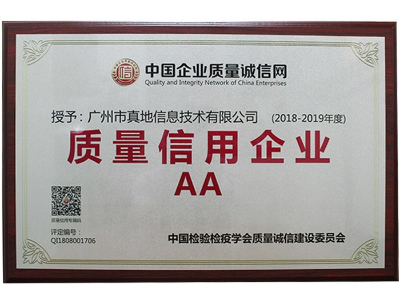 信
中国企业质量诚信网
Quality and Integrity Network of China Enterprises
授予：广州市真地信息技术有限公司 （2018-2019年度）
质量信用企业
AA
评定编号：
QI1808001706
中国检验检疫学会质量诚信建设委员会